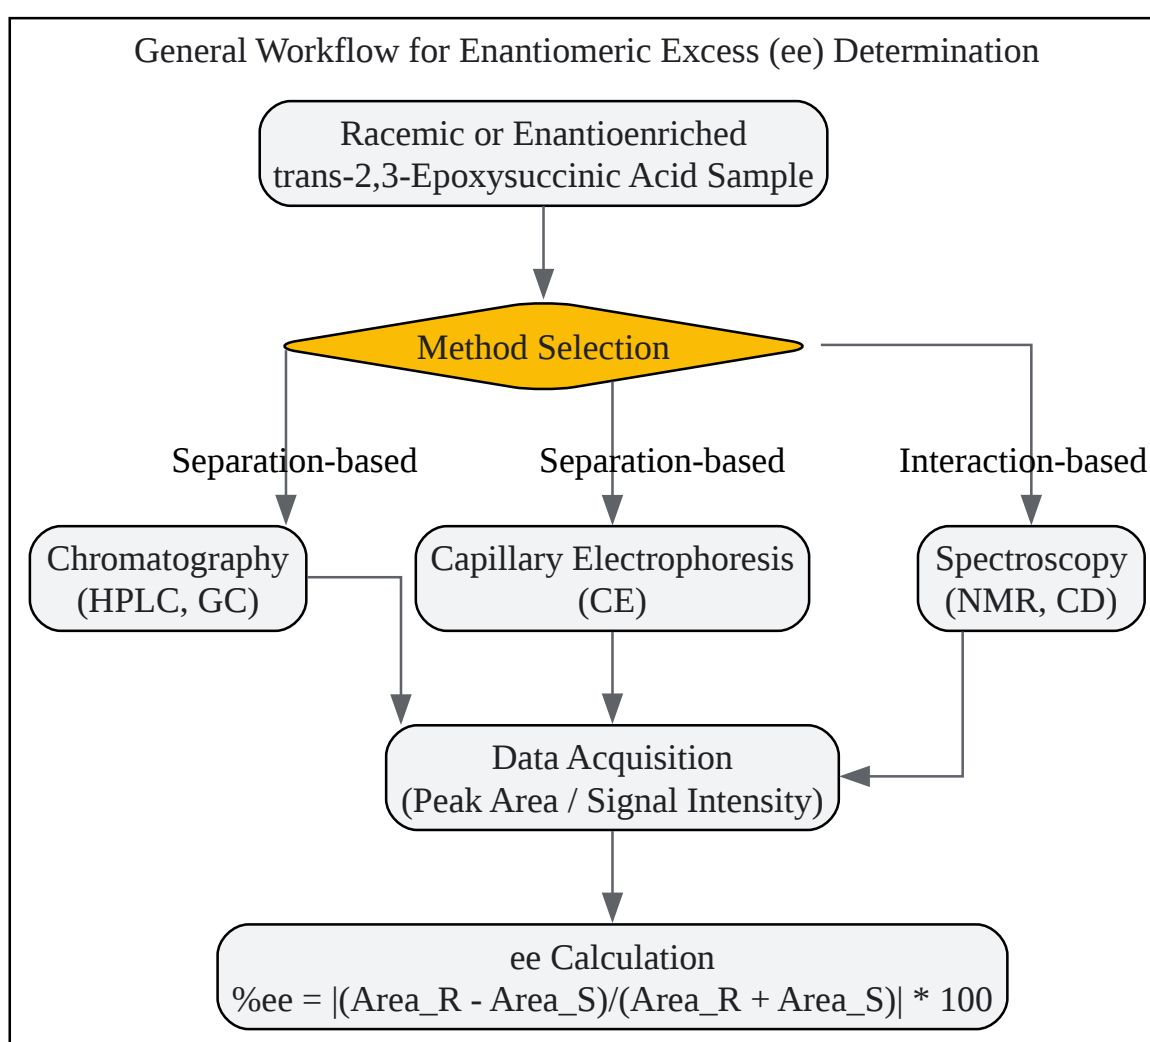 General Workflow for Enantiomeric Excess (ee) Determination
Racemic or Enantioenriched
trans-2,3-Epoxysuccinic Acid Sample
Method Selection
Separation-based
Separation-based
Interaction-based
Chromatography
(HPLC, GC)
Capillary Electrophoresis
(CE)
Spectroscopy
(NMR, CD)
Data Acquisition
(Peak Area / Signal Intensity)
ee Calculation
%ee = |(Area_R - Area_S)/(Area_R + Area_S)| * 100